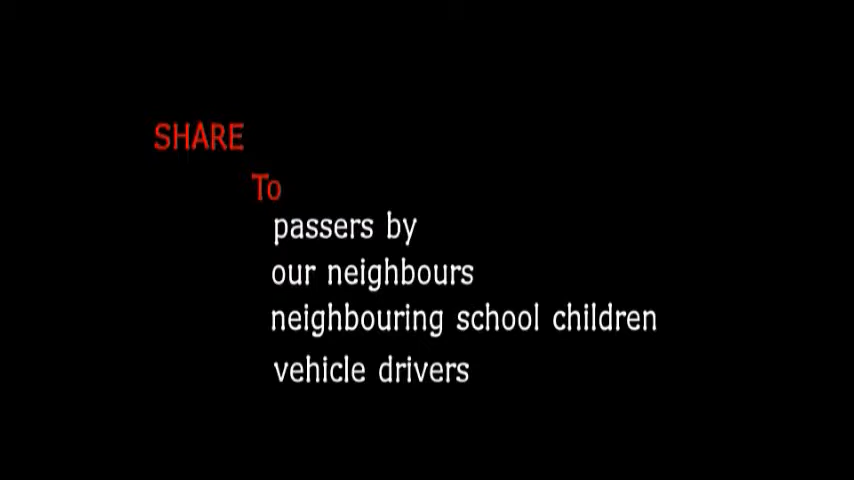 SHARE
To
passers by
our neighbours
neighbouring school children
vehicle drivers